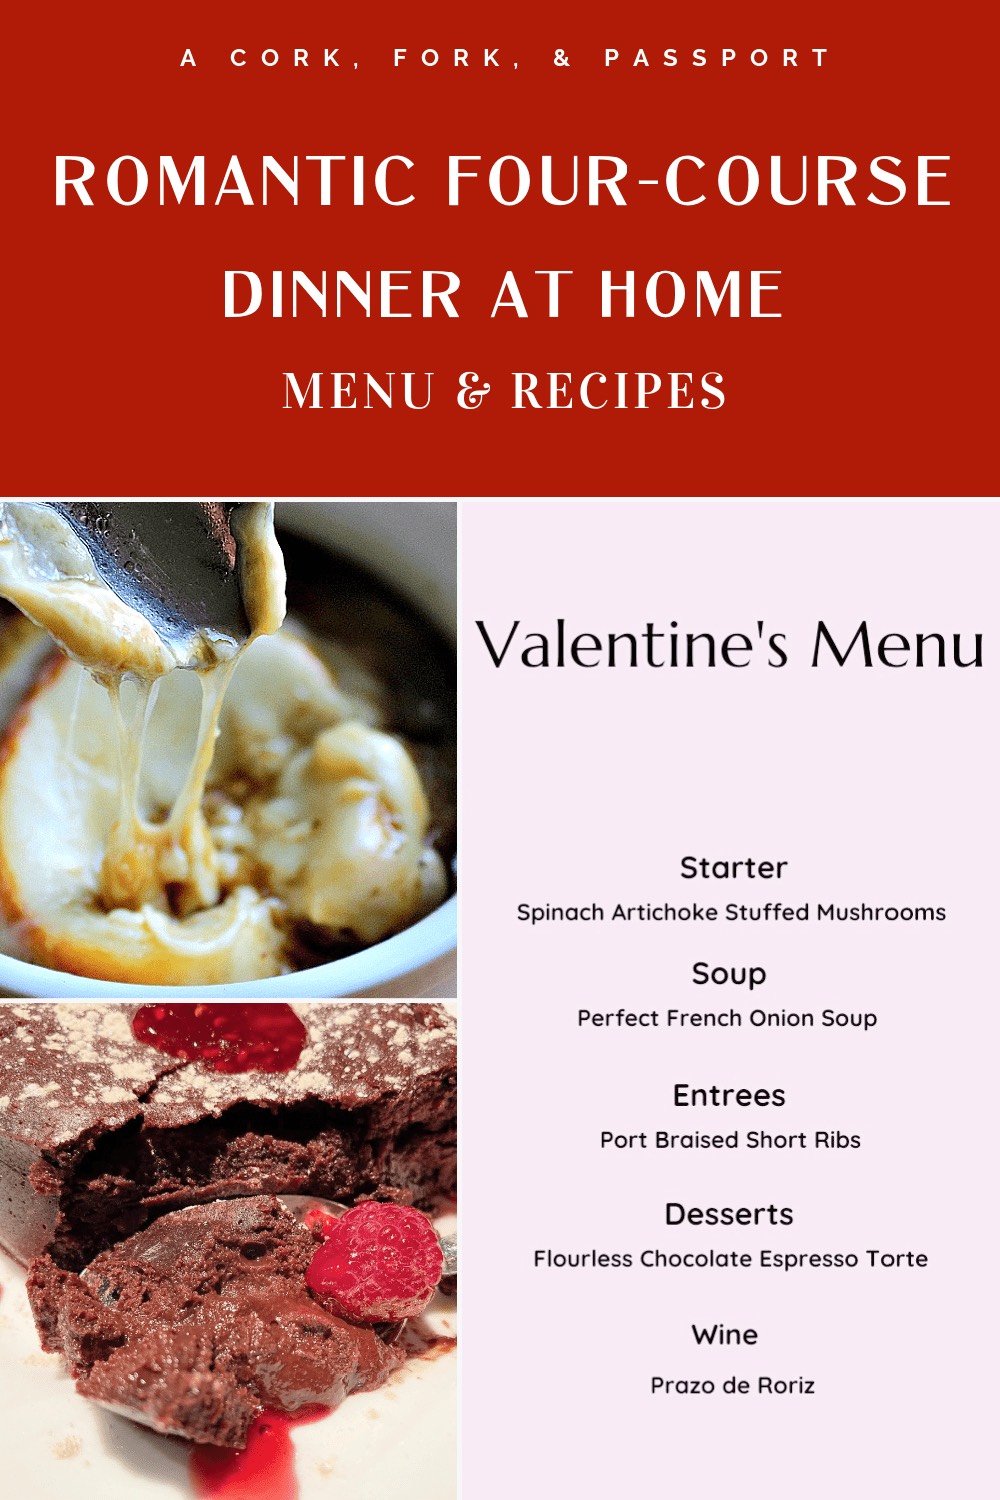 A CORK, FORK, & PASSPORT
ROMANTIC FOUR-COURSE
DINNER AT HOME
MENU & RECIPES
Valentine's Menu
Starter
Spinach Artichoke Stuffed Mushrooms
Soup
Perfect French Onion Soup
Entrees
Port Braised Short Ribs
Desserts
Flourless Chocolate Espresso Torte
Wine
Prazo de Roriz